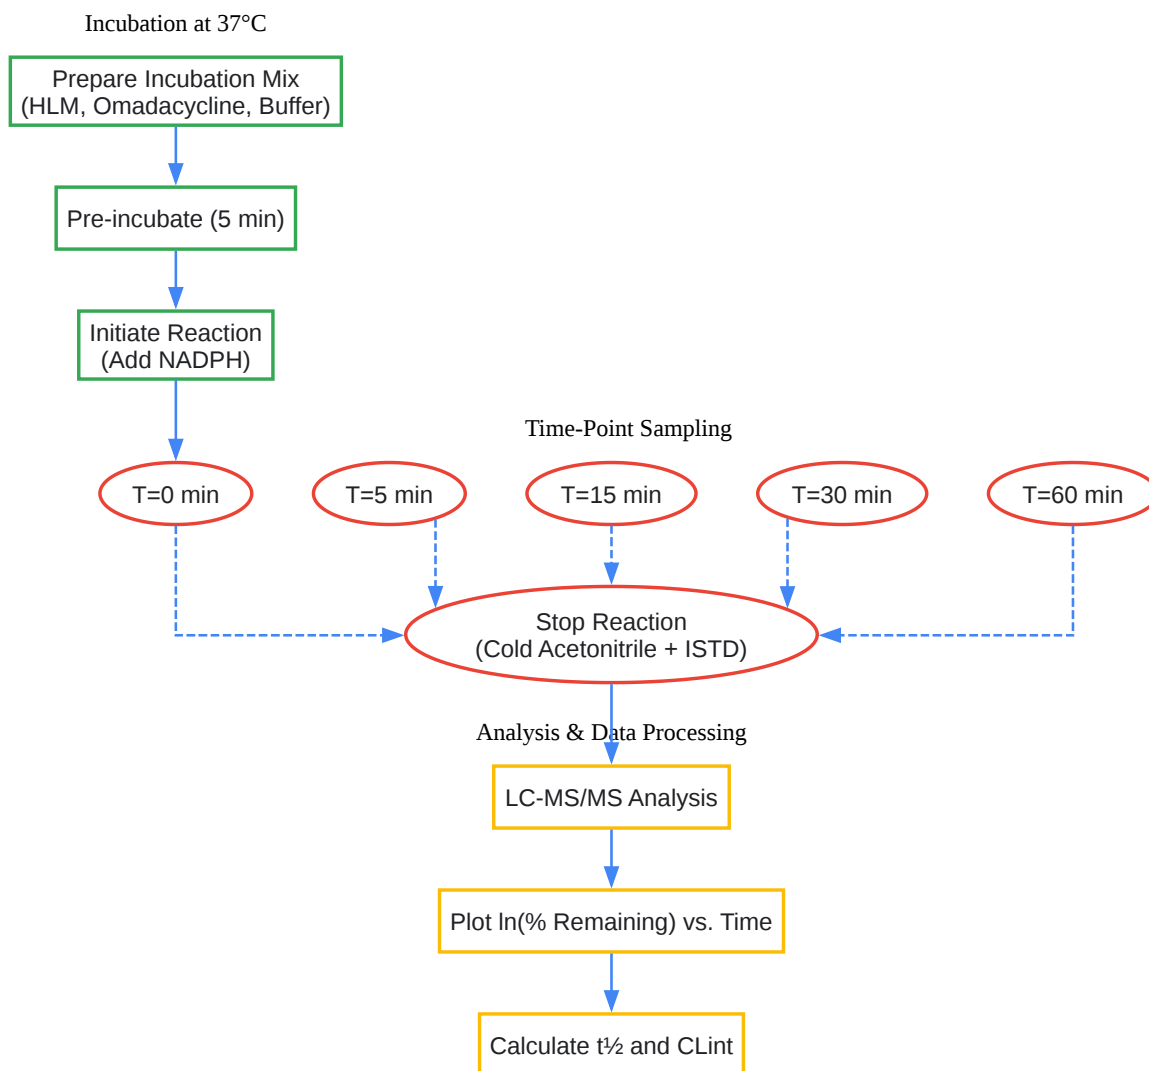 Incubation at 37°C
Prepare Incubation Mix
(HLM, Omadacycline, Buffer)
Pre-incubate (5 min)
Initiate Reaction
(Add NADPH)
Time-Point Sampling
T=0 min
T=5 min
T=15 min
T=30 min
T=60 min
Stop Reaction
(Cold Acetonitrile + ISTD)
Analysis & Data Processing
LC-MS/MS Analysis
Plot ln(% Remaining) vs. Time
Calculate t½ and CLint